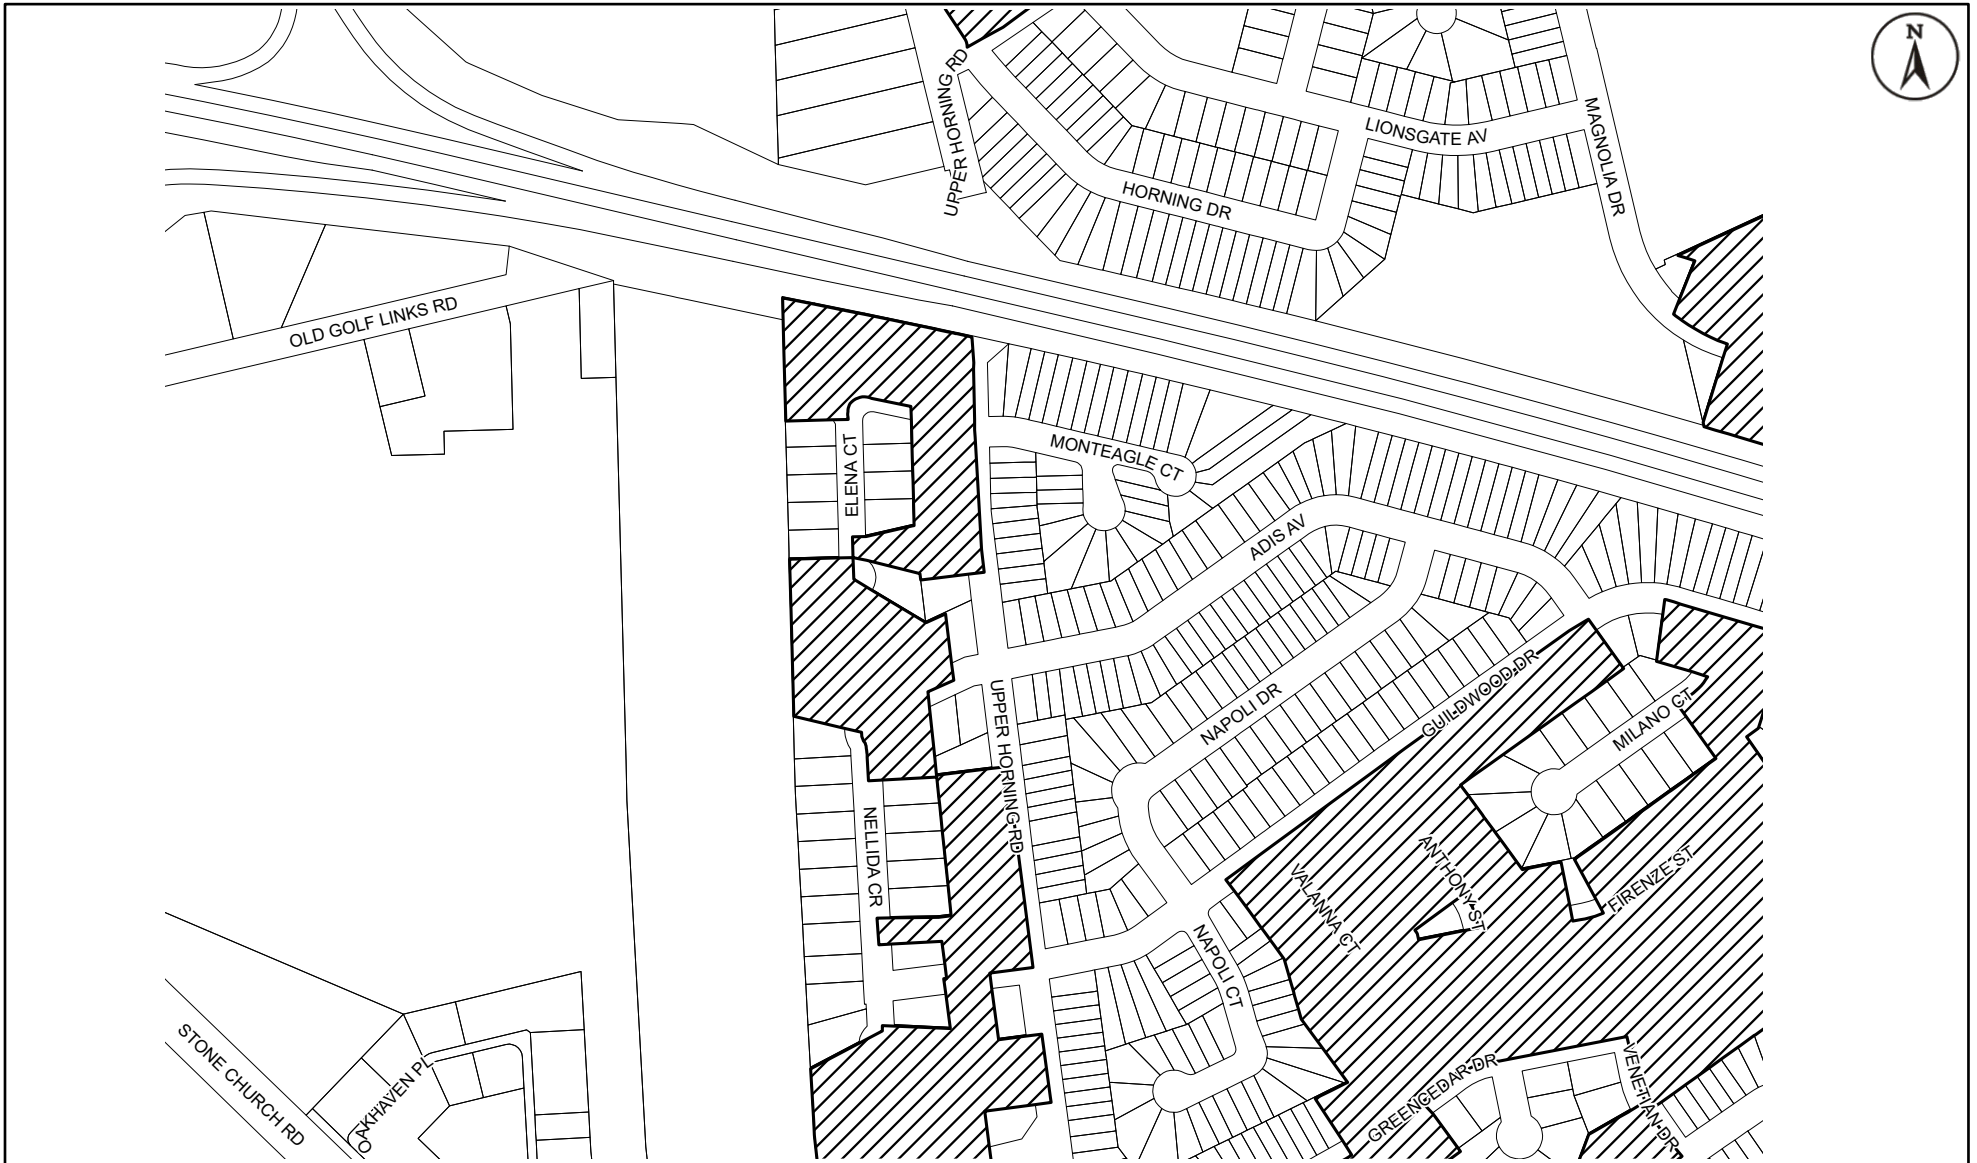 N
UPPER HORNING RD
LIONSGATE AV
MAGNOLIA DR
HORNING DR
OLD GOLF LINKS RD
MONTEAGLE CT
ELENA CT
ADIS AV
UPPER HORNING RD
NAPOLI DR
GUILDWOOD DR
MILANO CT
NELLIDA CR
ANTHONY ST
VALANNA CT
FIRENZE ST
NAPOLI CT
STONE CHURCH RD
OAKHAVEN PL
GREENCEDAR DR
VENETIAN DR